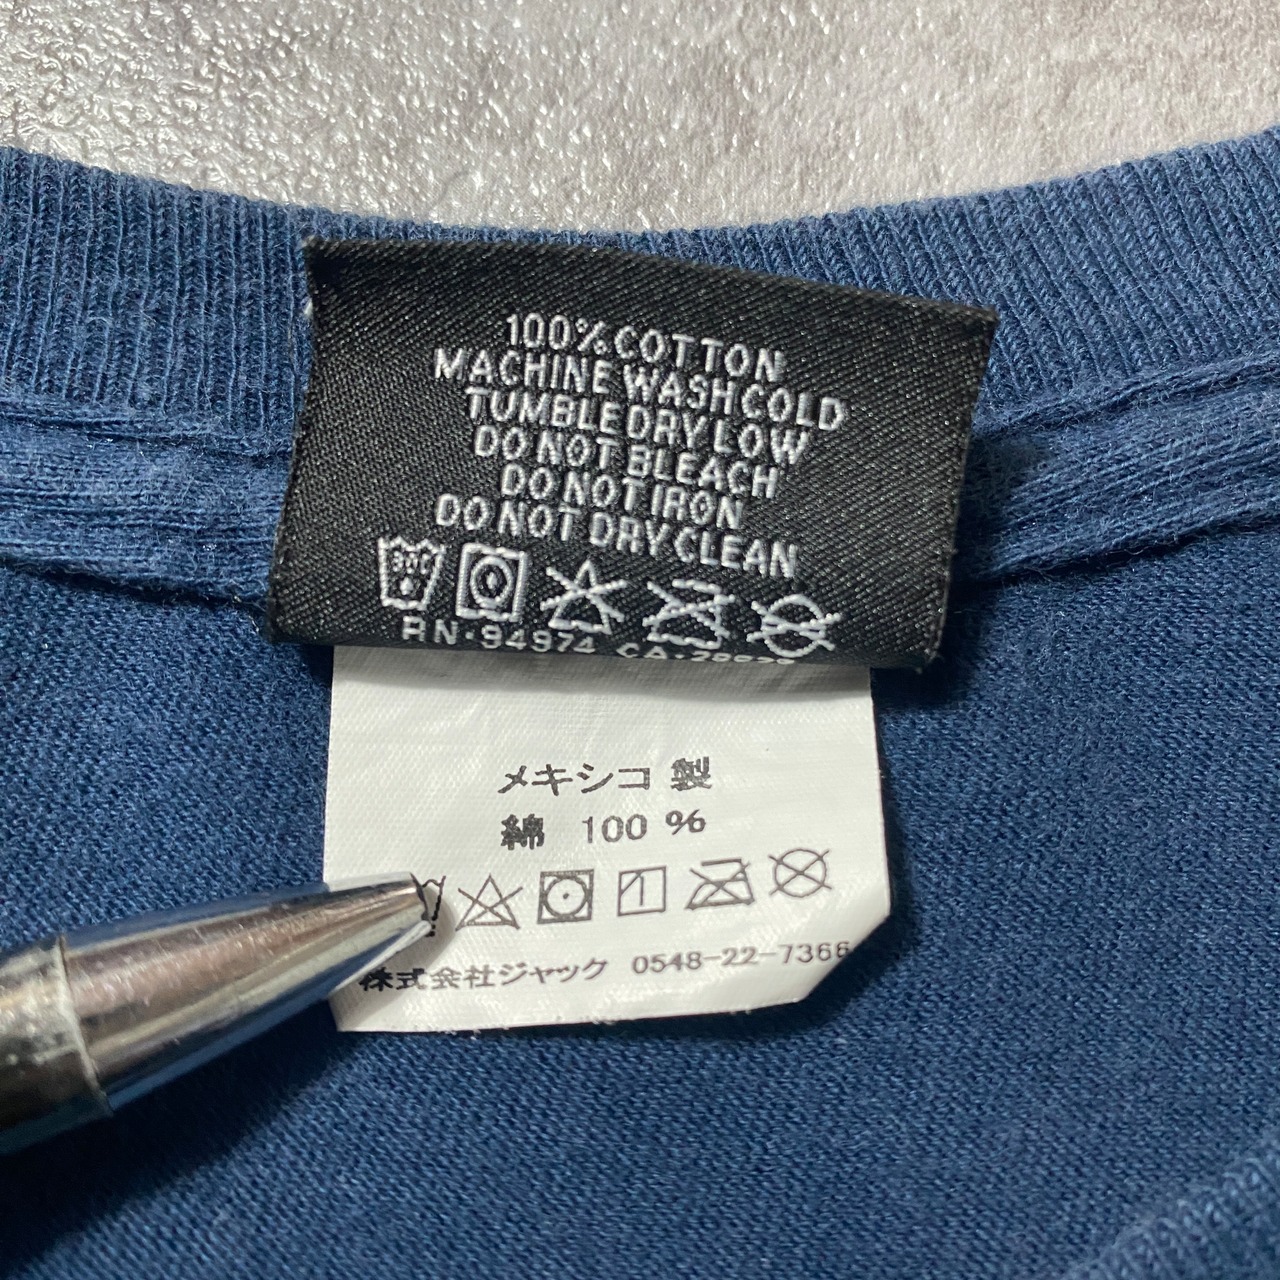 100% COTTON
MACHINE WASH COLD
TUMBLE DRY LOW
DO NOT BLEACH
DO NOT IRON
DO NOT DRY CLEAN
30C
RN·94974 CA·
メキシコ 製
綿 100 %
株式会社ジャック 0548-22-7366